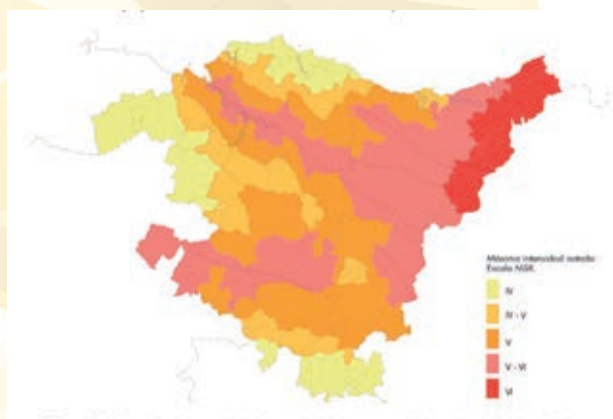 Máxima intensidad sentida
Escala MSK
IV
IV - V
V
V - VI
VI